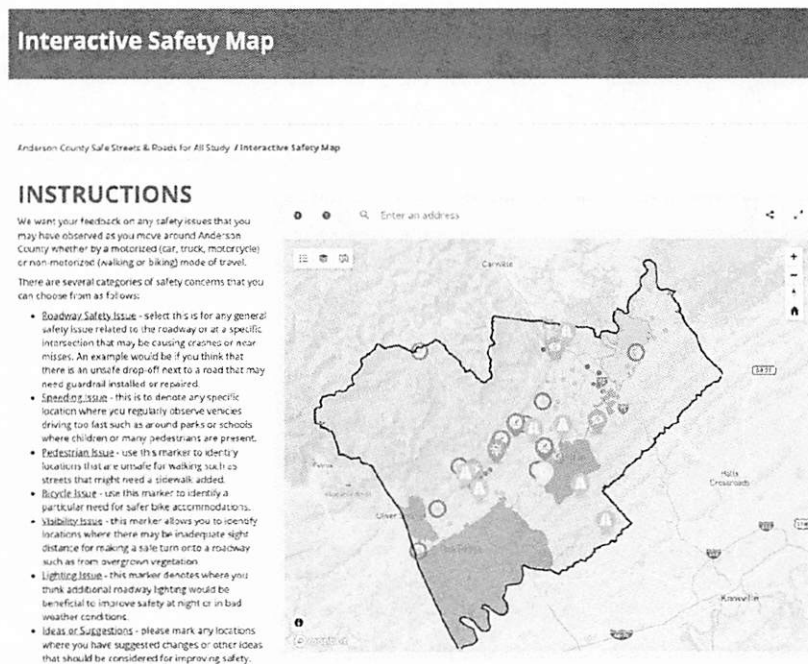 Interactive Safety Map
Anderson County Safe Streets & Roads for All Study / Interactive Safety Map
INSTRUCTIONS
We want your feedback on any safety issues that you
may have observed as you move around Anderson
County whether by a motorized (car, truck, motorcycle)
or non-motorized (walking or biking) mode of travel.
There are several categories of safety concerns that you
can choose from as follows:
• Roadway Safety Issue - select this is for any general
safety issue related to the roadway or at a specific
intersection that may be causing crashes or near
misses. An example would be if you think that
there is an unsafe drop-off next to a road that may
need guardrail installed or repaired.
• Speeding Issue - this is to denote any specific
location where you regularly observe vehicles
driving too fast such as around parks or schools
where children or many pedestrians are present.
• Pedestrian Issue - use this marker to identify
locations that are unsafe for walking such as
streets that might need a sidewalk added.
• Bicycle Issue - use this marker to identify a
particular need for safer bike accommodations.
• Visibility Issue - this marker allows you to identify
locations where there may be inadequate sight
distance for making a safe turn onto a roadway
such as from overgrown vegetation
• Lighting Issue - this marker denotes where you
think additional roadway lighting would be
beneficial to improve safety at night or in bad
weather conditions.
• Ideas or Suggestions - please mark any locations
where you have suggested changes or other ideas
that should be considered for improving safety.
Enter an address
Caryville
Petros
Oliver
Oak Ridge
Halls
Crossroads
Knoxville